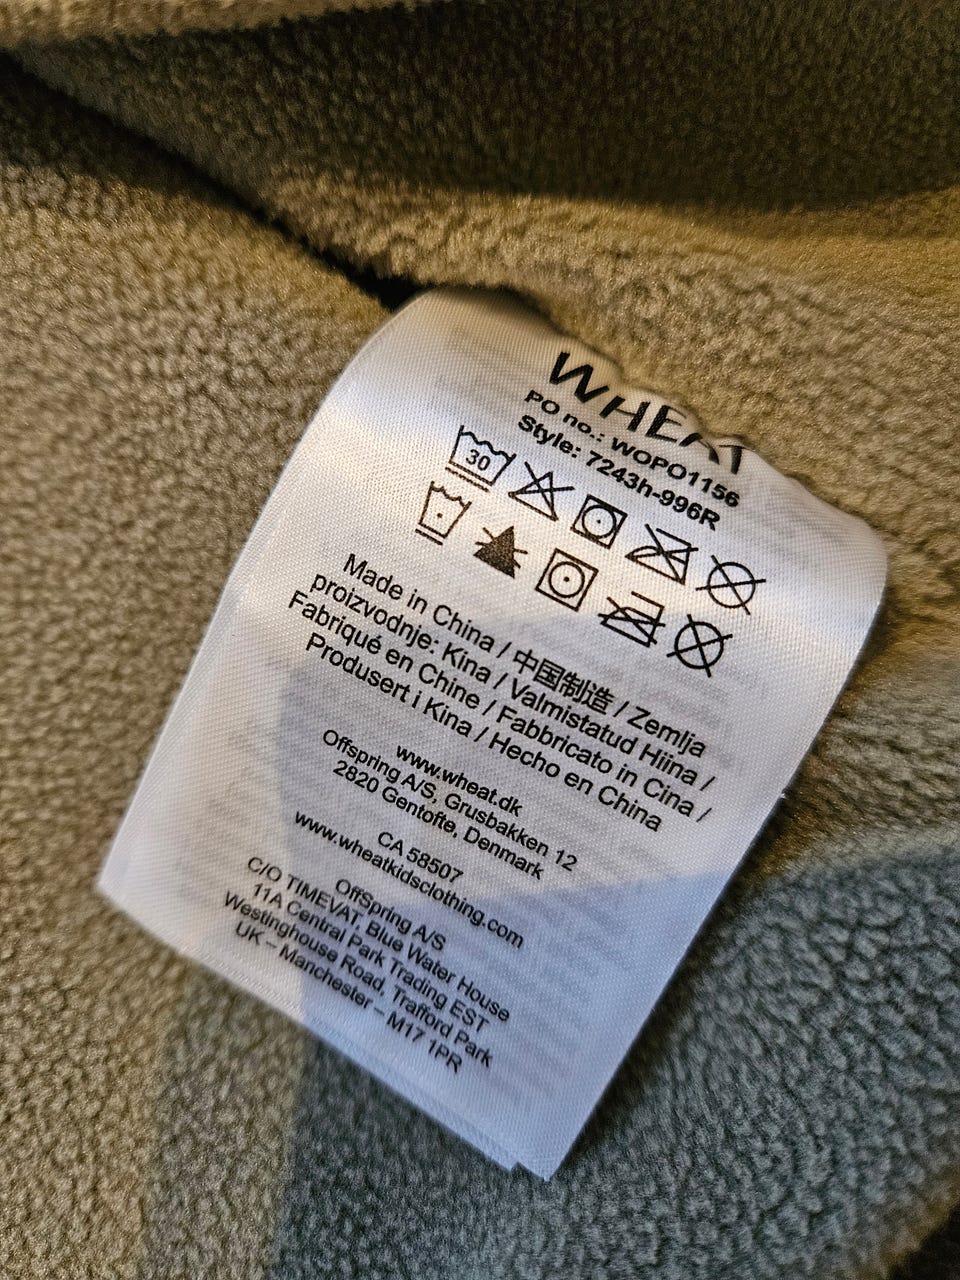 WHEAT
PO no.: WOPO1156
Style: 7243h-996R
30
Made in China / 中国制造 / Zemlja
proizvodnje: Kina / Valmistatud Hiina /
Fabriqué en Chine / Fabbricato in Cina /
Produsert i Kina / Hecho en China
www.wheat.dk
Offspring A/S, Grusbakken 12
2820 Gentofte, Denmark
CA 58507
www.wheatkidsclothing.com
OffSpring A/S
C/O TIMEVAT, Blue Water House
11A Central Park Trading EST
Westinghouse Road, Trafford Park
UK – Manchester – M17 1PR